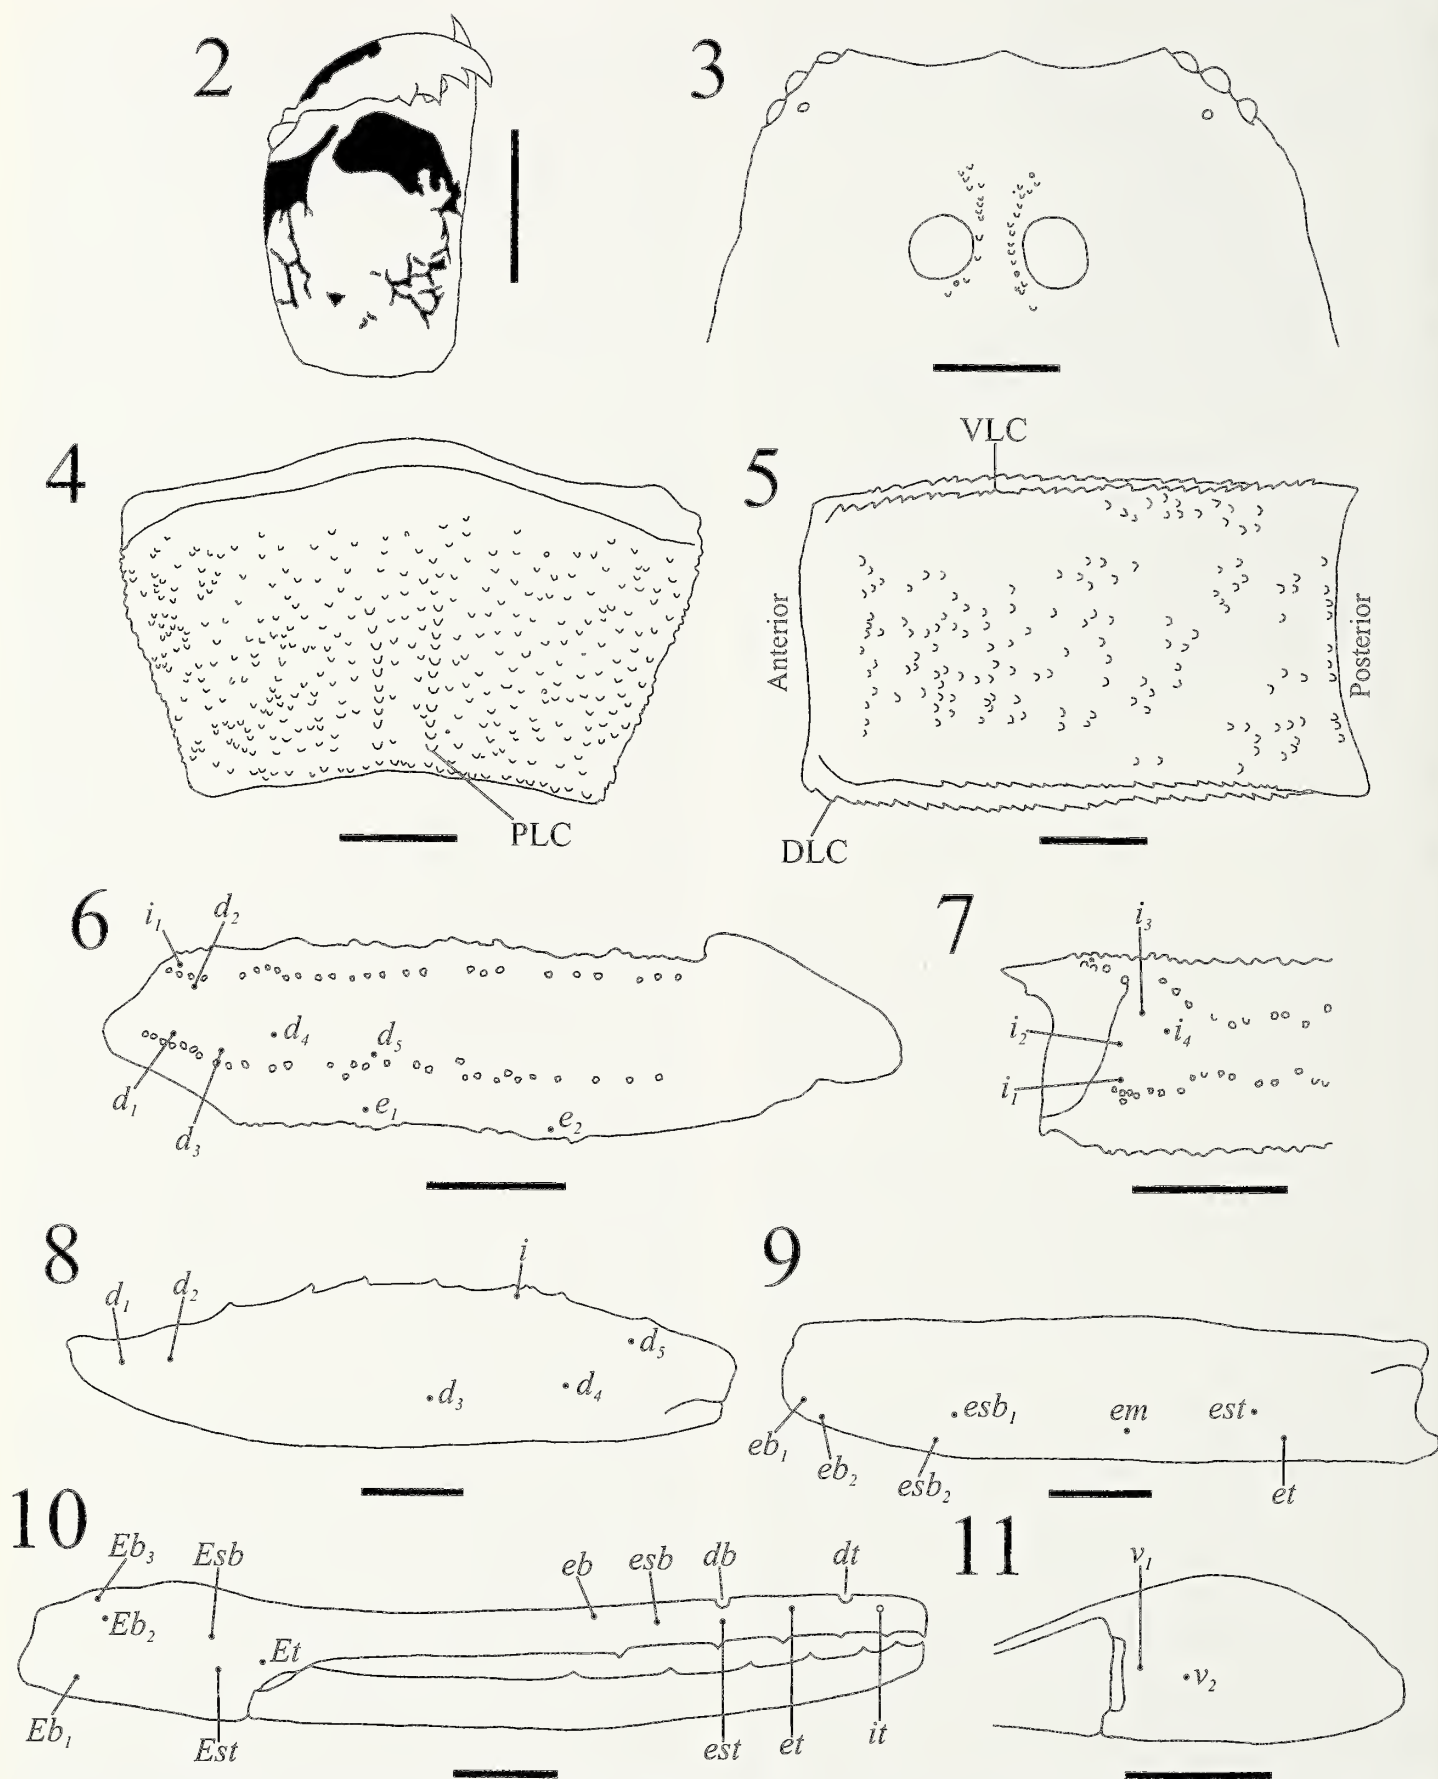 2
3
4
PLC
5
VLC
Anterior
Posterior
DLC
6
i₁
d₂
d₄
d₅
d₁
d₃
e₁
e₂
7
i₃
i₂
i₄
i₁
8
d₁
d₂
i
d₅
d₃
d₄
9
esb₁
em
est
eb₁
eb₂
esb₂
et
10
Eb₃
Esb
eb
esb
db
dt
Eb₂
Et
Eb₁
Est
est
et
it
11
v₁
v₂